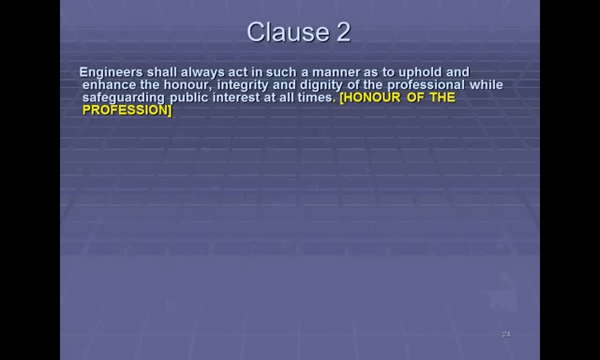 Clause 2
Engineers shall always act in such a manner as to uphold and
enhance the honour, integrity and dignity of the professional while
safeguarding public interest at all times. [HONOUR OF THE
PROFESSION]
24